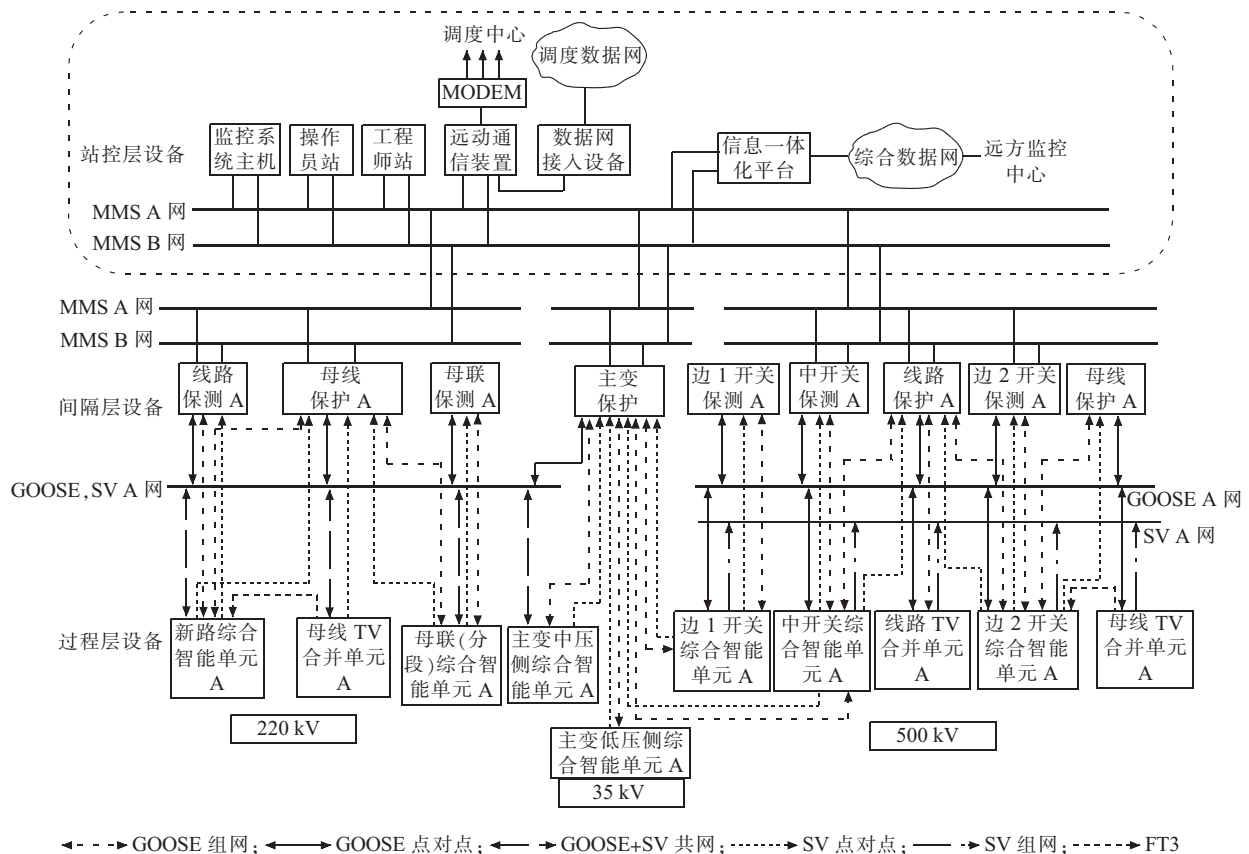 调度中心
调度数据网
MODEM
站控层设备
监控系
统主机
操作
员站
工程
师站
远动通
信装置
数据网
接入设备
信息一体
化平台
综合数据网
远方监控
中心
MMS A 网
MMS B 网
MMS A 网
MMS B 网
间隔层设备
线路
保测 A
母线
保护 A
母联
保测 A
主变
保护
边 1 开关
保测 A
中开关
保测 A
线路
保护 A
边 2 开关
保测 A
母线
保护 A
GOOSE,SV A 网
GOOSE A 网
SV A 网
过程层设备
新路综合
智能单元
A
母线 TV
合并单元
A
母联(分
段)综合智
能单元 A
主变中压
侧综合智
能单元 A
边 1 开关
综合智能
单元 A
中开关综
合智能单
元 A
线路 TV
合并单元
A
边 2 开关
综合智能
单元 A
母线 TV
合并单元
A
220 kV
主变低压侧综
合智能单元 A
35 kV
500 kV
GOOSE 组网; GOOSE 点对点; GOOSE+SV 共网; SV 点对点; SV 组网; FT3